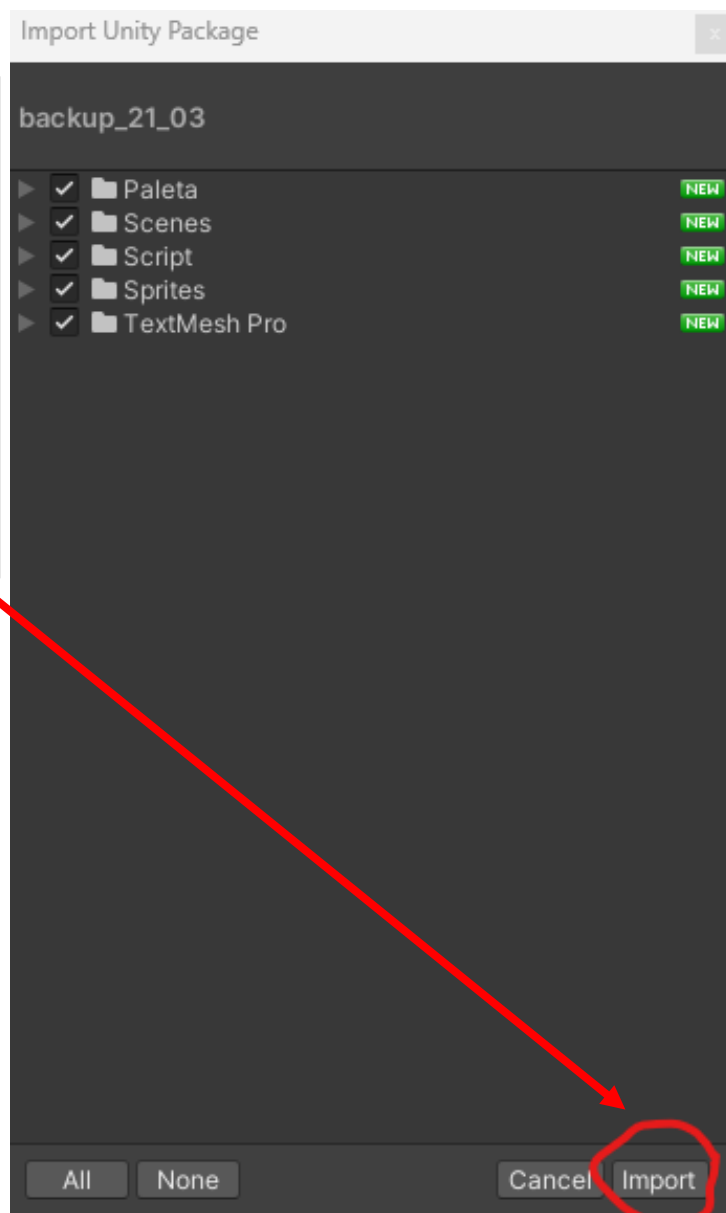 Import Unity Package
x
backup_21_03
Paleta NEW
Scenes NEW
Script NEW
Sprites NEW
TextMesh Pro NEW
All None Cancel Import